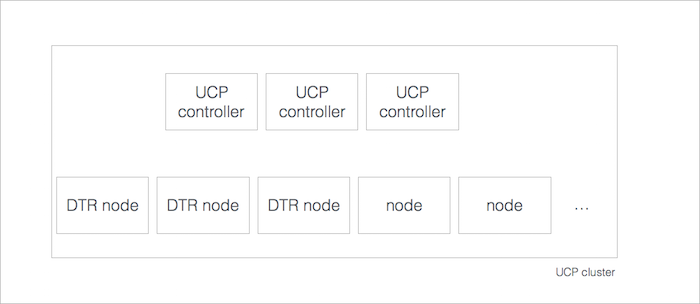 UCP
controller
UCP
controller
UCP
controller
DTR node
DTR node
DTR node
node
node
...
UCP cluster